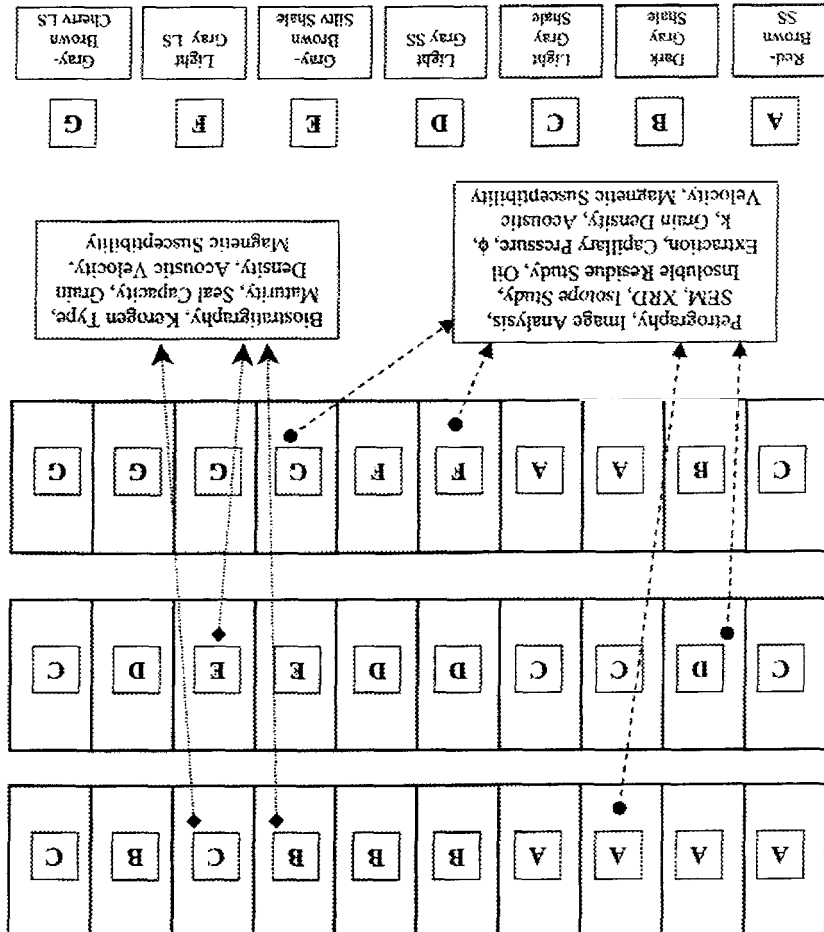 A A A A B B B C B C
C D C C D D E E D C
C B A A F F G G G G
Petrography, Image Analysis,
SEM, XRD, Isotope Study,
Insoluble Residue Study, Oil
Extraction, Capillary Pressure, ϕ,
k, Grain Density, Acoustic
Velocity, Magnetic Susceptibility
Biostratigraphy, Kerogen Type,
Maturity, Seal Capacity, Grain
Density, Acoustic Velocity,
Magnetic Susceptibility
A
B
C
D
E
F
G
Red-
Brown
SS
Dark
Gray
Shale
Light
Gray
Shale
Light
Gray SS
Gray-
Brown
Silty Shale
Light
Gray LS
Gray-
Brown
Cherty LS